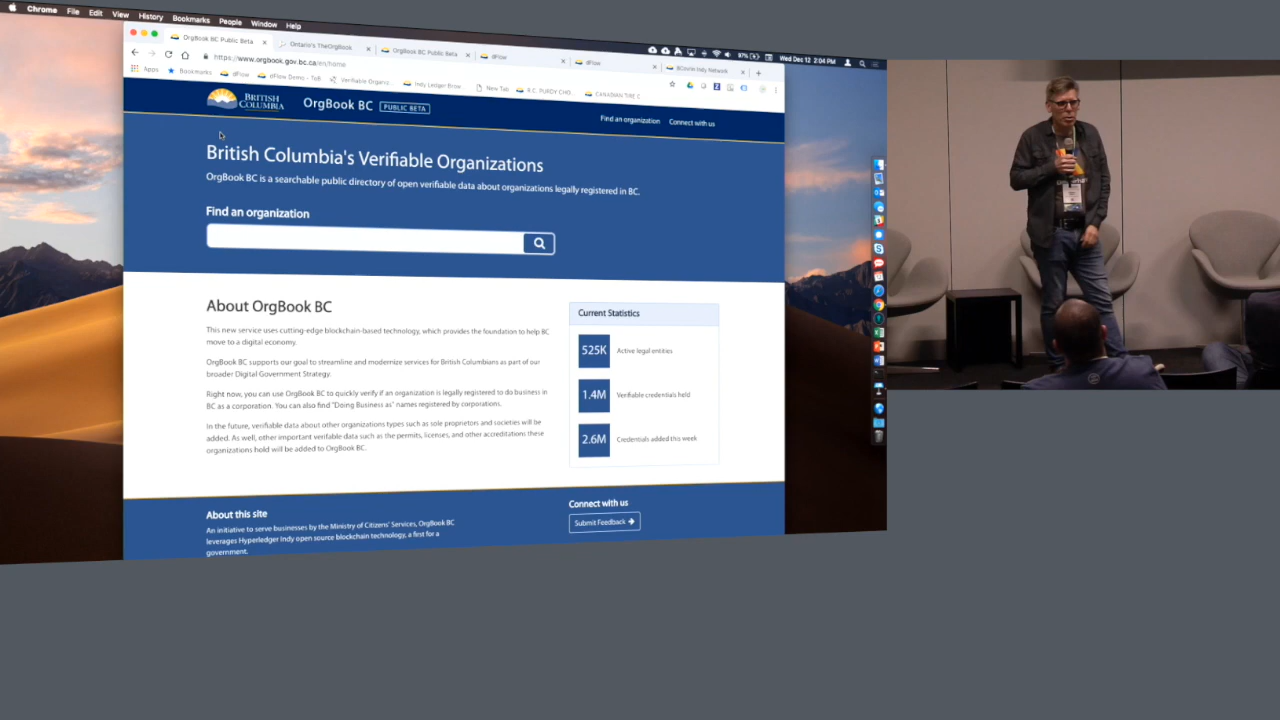 Chrome File Edit View History Bookmarks People Window Help
97% Wed Dec 12 2:04 PM
OrgBook BC Public Beta
Ontario's TheOrgBook
OrgBook BC Public Beta
dFlow
dFlow
BCovrin Indy Network
https://www.orgbook.gov.bc.ca/en/home
Apps Bookmarks dFlow dFlow Demo - ToB Verifiable Organiz... Indy Ledger Brow... New Tab B.C. PURDY CHO... CANADIAN TIRE C...
BRITISH COLUMBIA
OrgBook BC PUBLIC BETA
Find an organization Connect with us
British Columbia's Verifiable Organizations
OrgBook BC is a searchable public directory of open verifiable data about organizations legally registered in BC.
Find an organization
About OrgBook BC
This new service uses cutting-edge blockchain-based technology, which provides the foundation to help BC
move to a digital economy.
OrgBook BC supports our goal to streamline and modernize services for British Columbians as part of our
broader Digital Government Strategy.
Right now, you can use OrgBook BC to quickly verify if an organization is legally registered to do business in
BC as a corporation. You can also find "Doing Business as" names registered by corporations.
In the future, verifiable data about other organizations types such as sole proprietors and societies will be
added. As well, other important verifiable data such as the permits, licenses, and other accreditations these
organizations hold will be added to OrgBook BC.
Current Statistics
525K Active legal entities
1.4M Verifiable credentials held
2.6M Credentials added this week
About this site
An initiative to serve businesses by the Ministry of Citizens' Services, OrgBook BC
leverages Hyperledger Indy open source blockchain technology, a first for a
government.
Connect with us
Submit Feedback